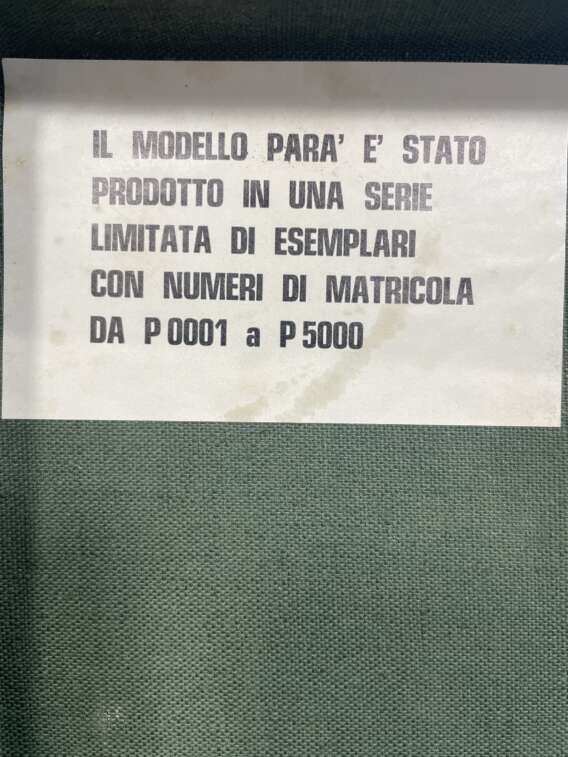 IL MODELLO PARA' E' STATO
PRODOTTO IN UNA SERIE
LIMITATA DI ESEMPLARI
CON NUMERI DI MATRICOLA
DA P 0001 a P 5000